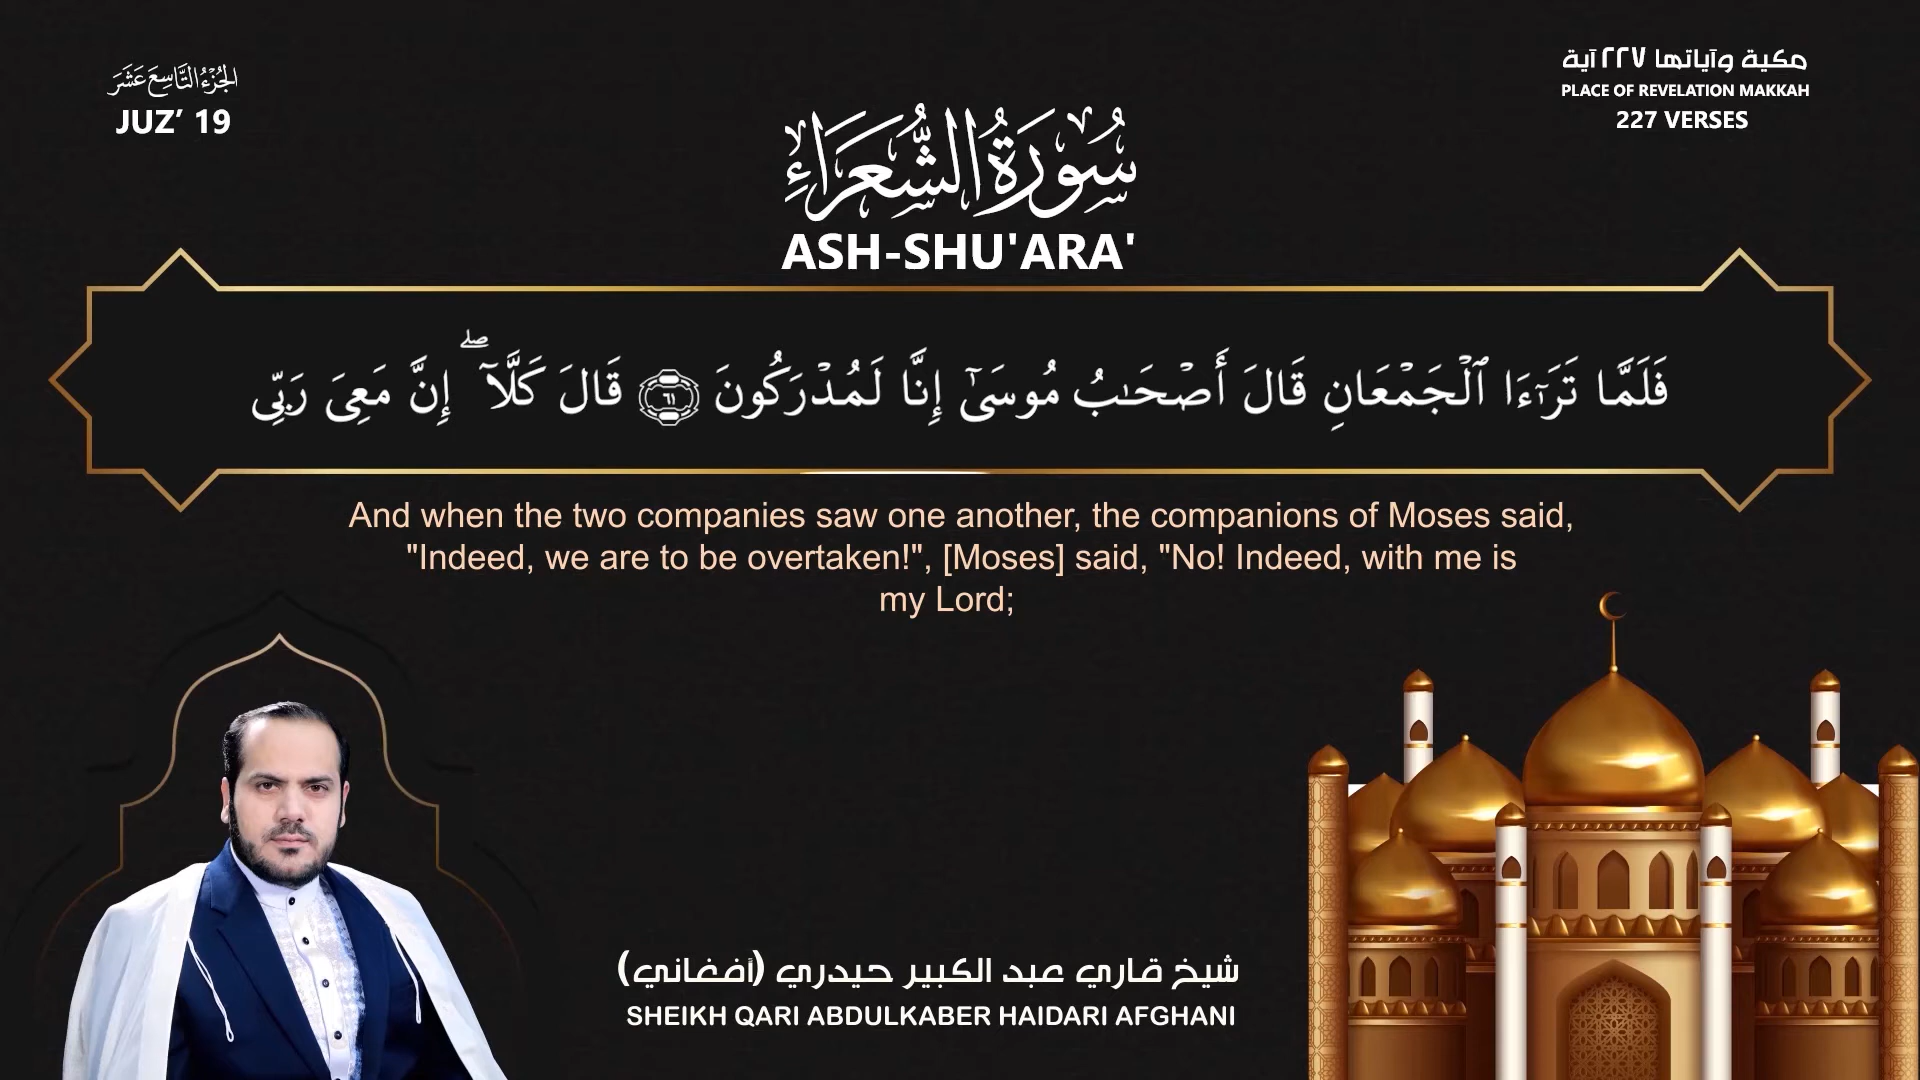 الجُزْءُ التَّاسِعَ عَشَرَ
JUZ’ 19
مكية وآياتها ٢٢٧ آية
PLACE OF REVELATION MAKKAH
227 VERSES
سُورَةُ الشُّعَرَاءِ
ASH-SHU'ARA'
فَلَمَّا تَرَٰٓءَا ٱلْجَمْعَانِ قَالَ أَصْحَـٰبُ مُوسَىٰٓ إِنَّا لَمُدْرَكُونَ ٦١ قَالَ كَلَّآ ۖ إِنَّ مَعِىَ رَبِّى
And when the two companies saw one another, the companions of Moses said,
"Indeed, we are to be overtaken!", [Moses] said, "No! Indeed, with me is
my Lord;
شيخ قاري عبد الكبير حيدري (أفغاني)
SHEIKH QARI ABDULKABER HAIDARI AFGHANI